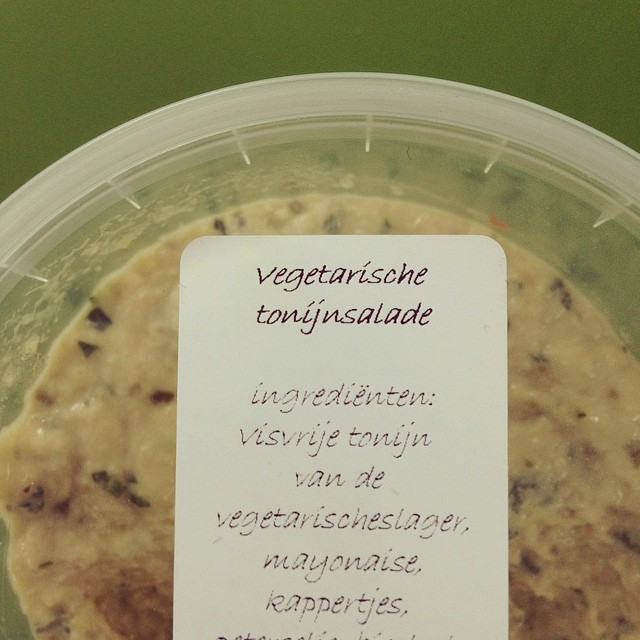 vegetarische
tonijnsalade
ingrediënten:
visvrije tonijn
van de
vegetarischeslager,
mayonaise,
kappertjes,